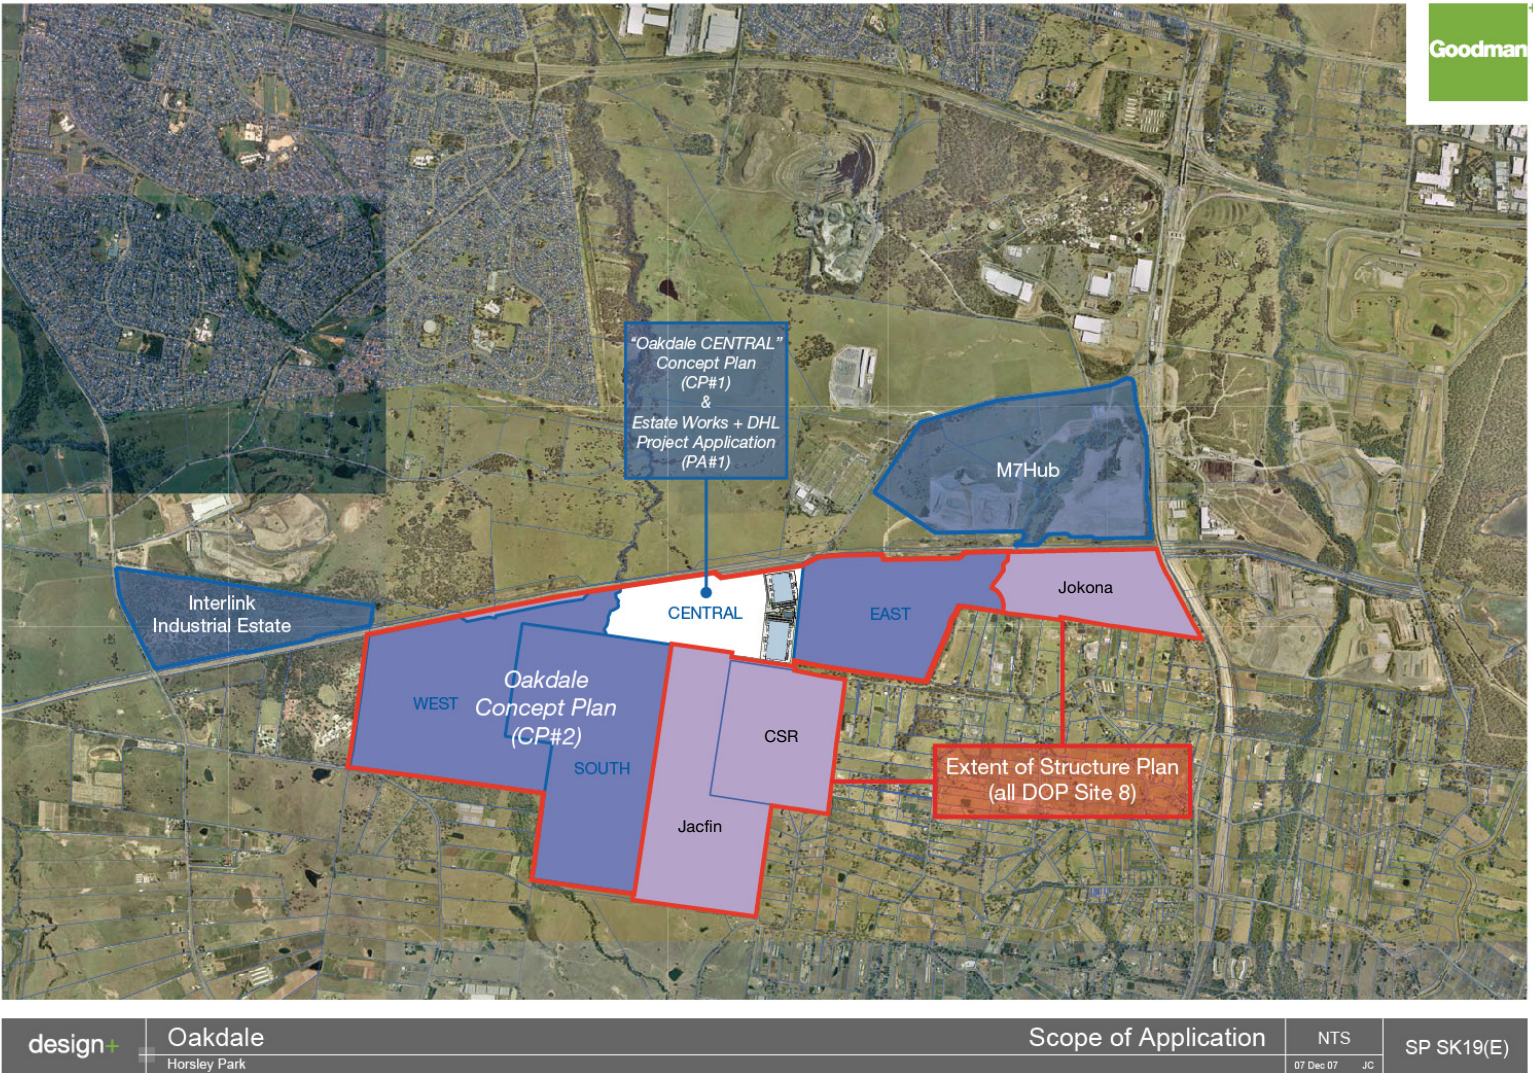 Goodman
"Oakdale CENTRAL"
Concept Plan
(CP#1)
&
Estate Works + DHL
Project Application
(PA#1)
M7Hub
Interlink
Industrial Estate
CENTRAL
EAST
Jokona
WEST
Oakdale
Concept Plan
(CP#2)
SOUTH
CSR
Jacfin
Extent of Structure Plan
(all DOP Site 8)
design+
Oakdale
Horsley Park
Scope of Application
NTS
07 Dec 07 JC
SP SK19(E)